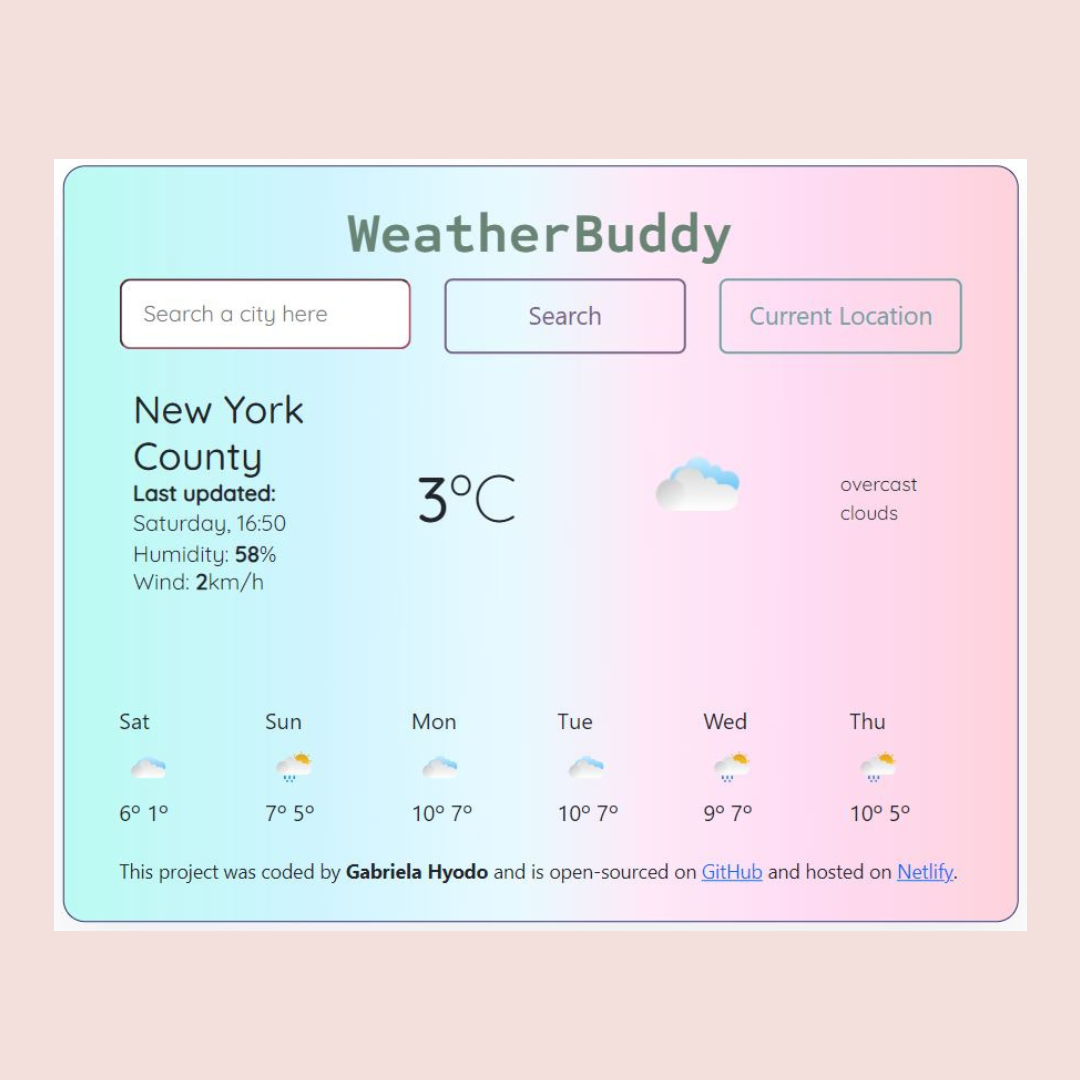 WeatherBuddy
Search a city here
Search
Current Location
New York
County
Last updated:
Saturday, 16:50
Humidity: 58%
Wind: 2km/h
3°C
overcast
clouds
Sat
Sun
Mon
Tue
Wed
Thu
6° 1°
7° 5°
10° 7°
10° 7°
9° 7°
10° 5°
This project was coded by Gabriela Hyodo and is open-sourced on GitHub and hosted on Netlify.